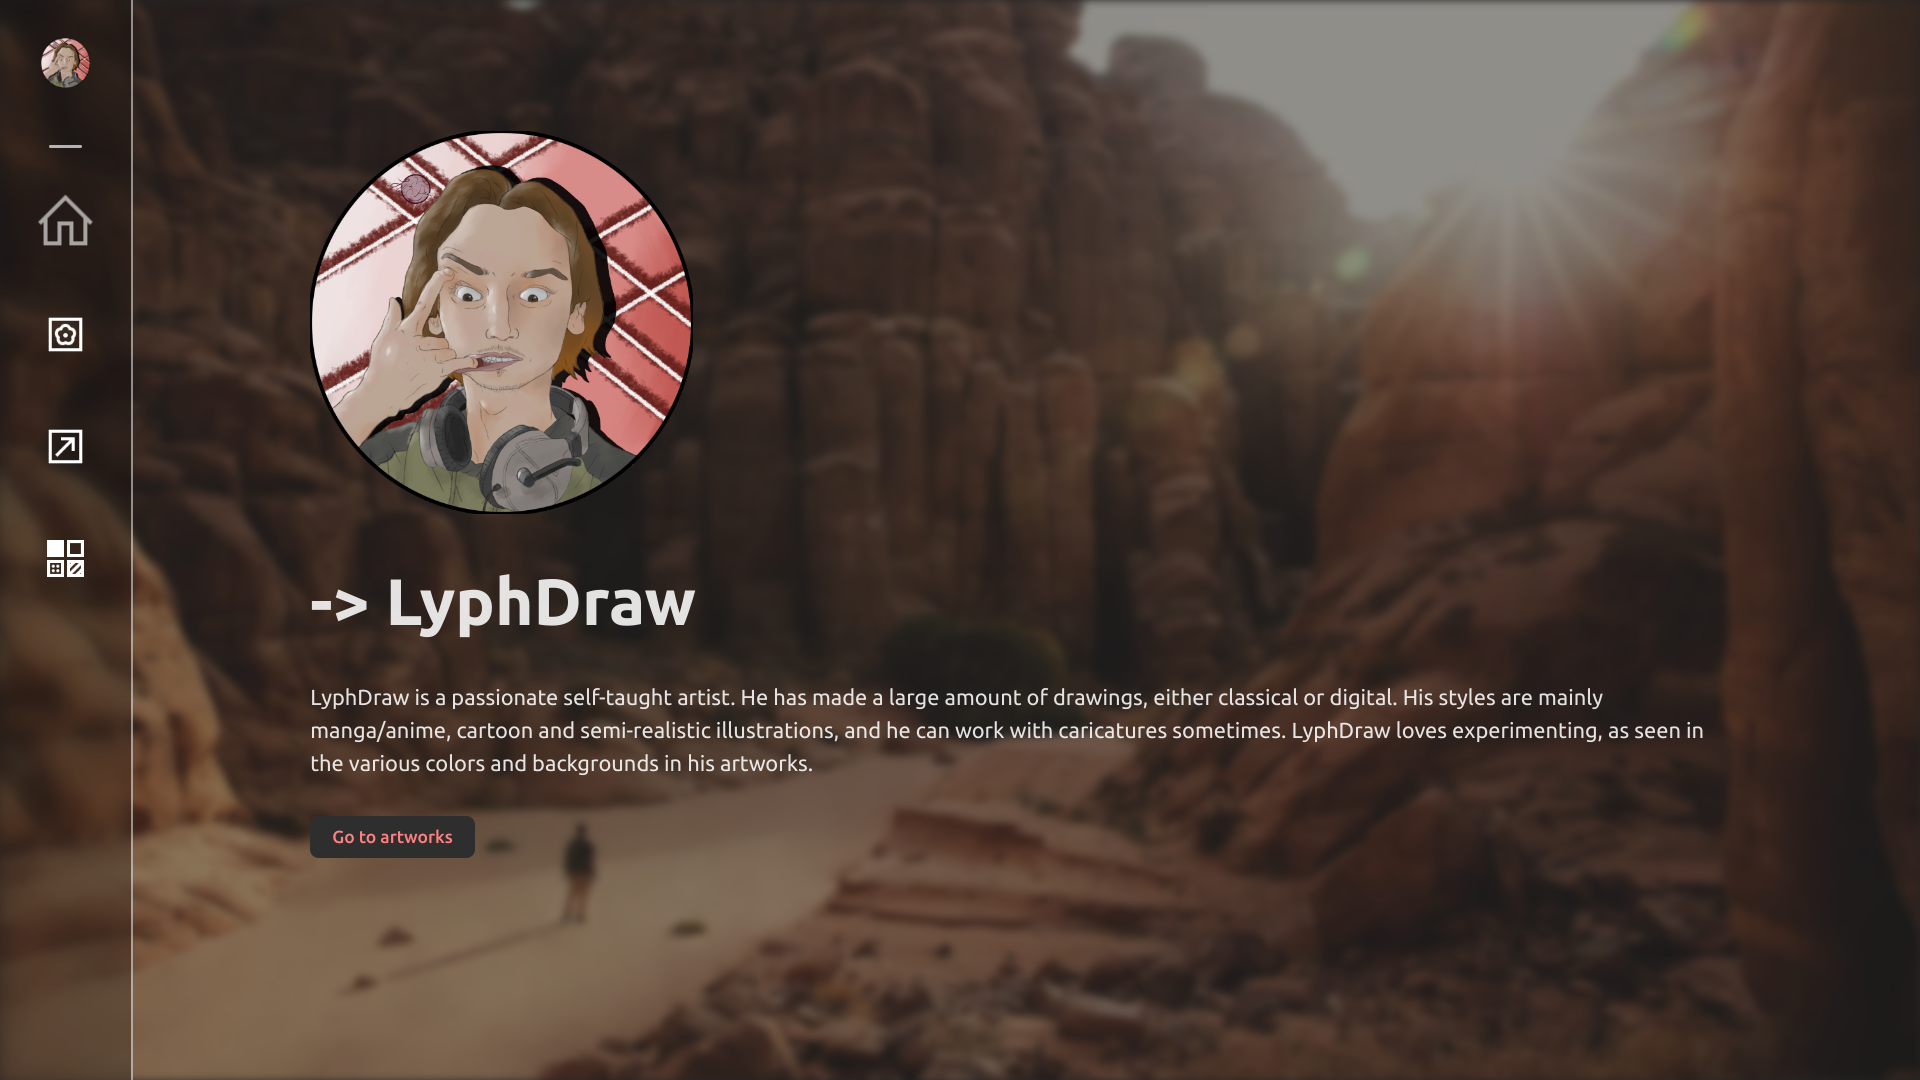 -> LyphDraw
LyphDraw is a passionate self-taught artist. He has made a large amount of drawings, either classical or digital. His styles are mainly
manga/anime, cartoon and semi-realistic illustrations, and he can work with caricatures sometimes. LyphDraw loves experimenting, as seen in
the various colors and backgrounds in his artworks.
Go to artworks